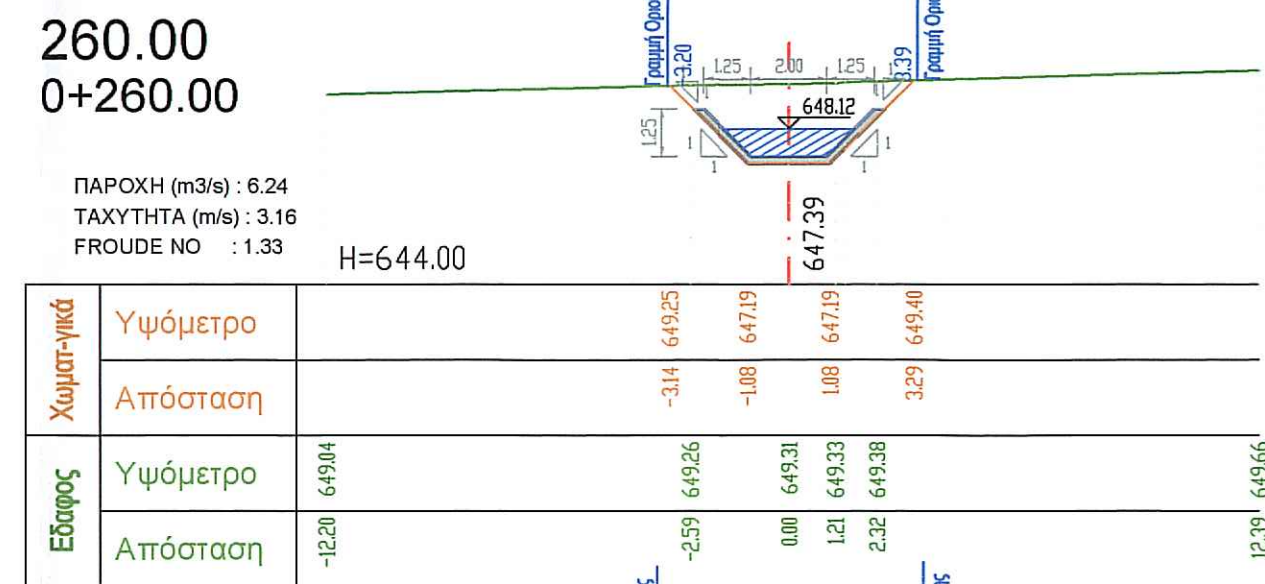 260.00
0+260.00
Γραμμή Οριο
3.20
3.39
Γραμμή Οριο
1.25 2.00 1.25
1
1
648.12
1.25
1
1
1
1
ΠΑΡΟΧΗ (m3/s) : 6.24
ΤΑΧΥΤΗΤΑ (m/s) : 3.16
FROUDE NO : 1.33
H=644.00
647.39
Χωματ-γικά
Υψόμετρο 649.25 647.19 647.19 649.40
Απόσταση -3.14 -1.08 1.08 3.29
Εδαφος
Υψόμετρο 649.04 649.26 649.31 649.33 649.38 649.66
Απόσταση -12.20 -2.59 0.00 1.21 2.32 12.39